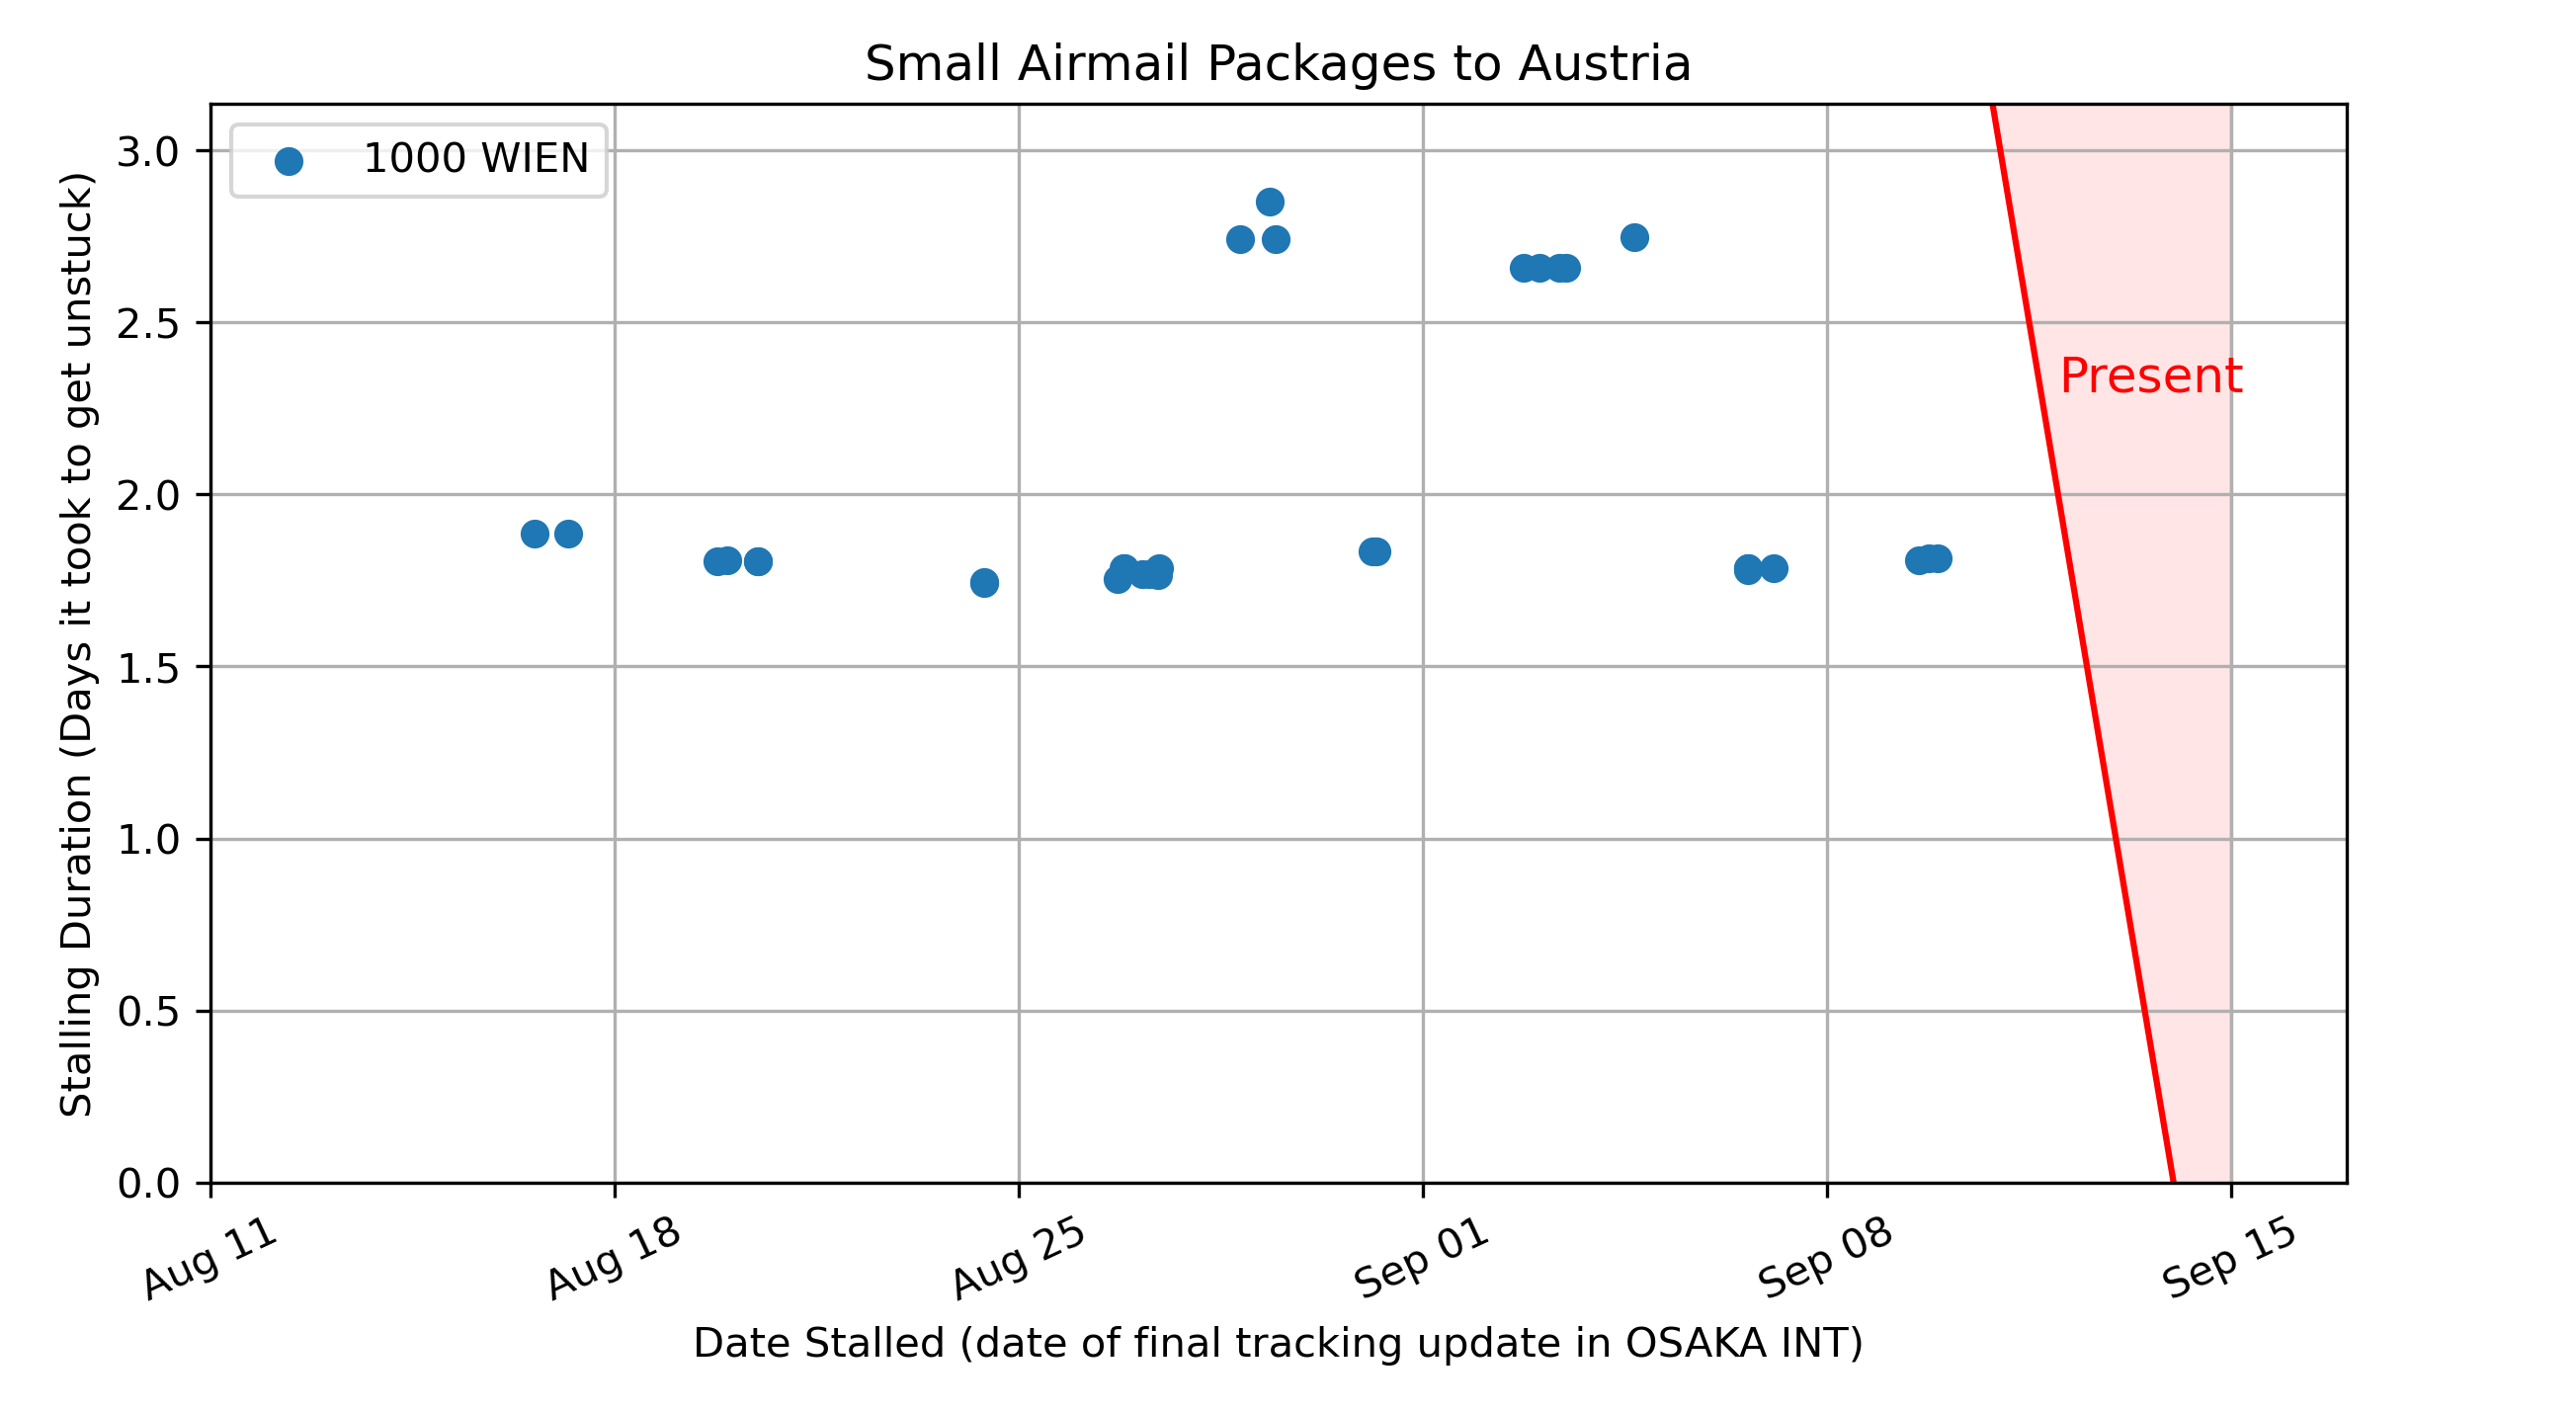 Small Airmail Packages to Austria
1000 WIEN
Present
Stalling Duration (Days it took to get unstuck)
3.0
2.5
2.0
1.5
1.0
0.5
0.0
Aug 11 Aug 18 Aug 25 Sep 01 Sep 08 Sep 15
Date Stalled (date of final tracking update in OSAKA INT)